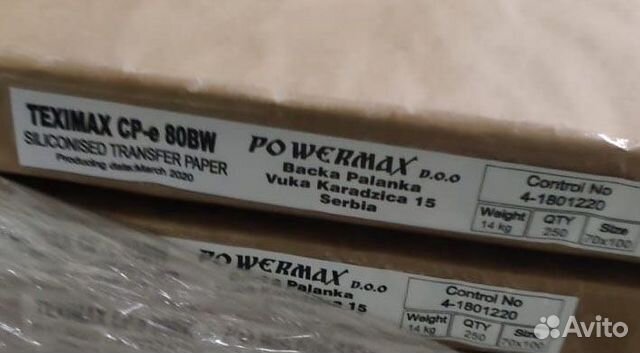 TEXIMAX CP-e 80BW
SILICONISED TRANSFER PAPER
Producing date:March 2020
POWERMAX D.O.O
Backa Palanka
Vuka Karadzica 15
Serbia
Control No
4-1801220
Weight QTY Size
14 kg 250 70x100
POWERMAX D.O.O
Palanka
15
Control No
4-1801220
Weight QTY Size
14 kg 250 70x100
Avito